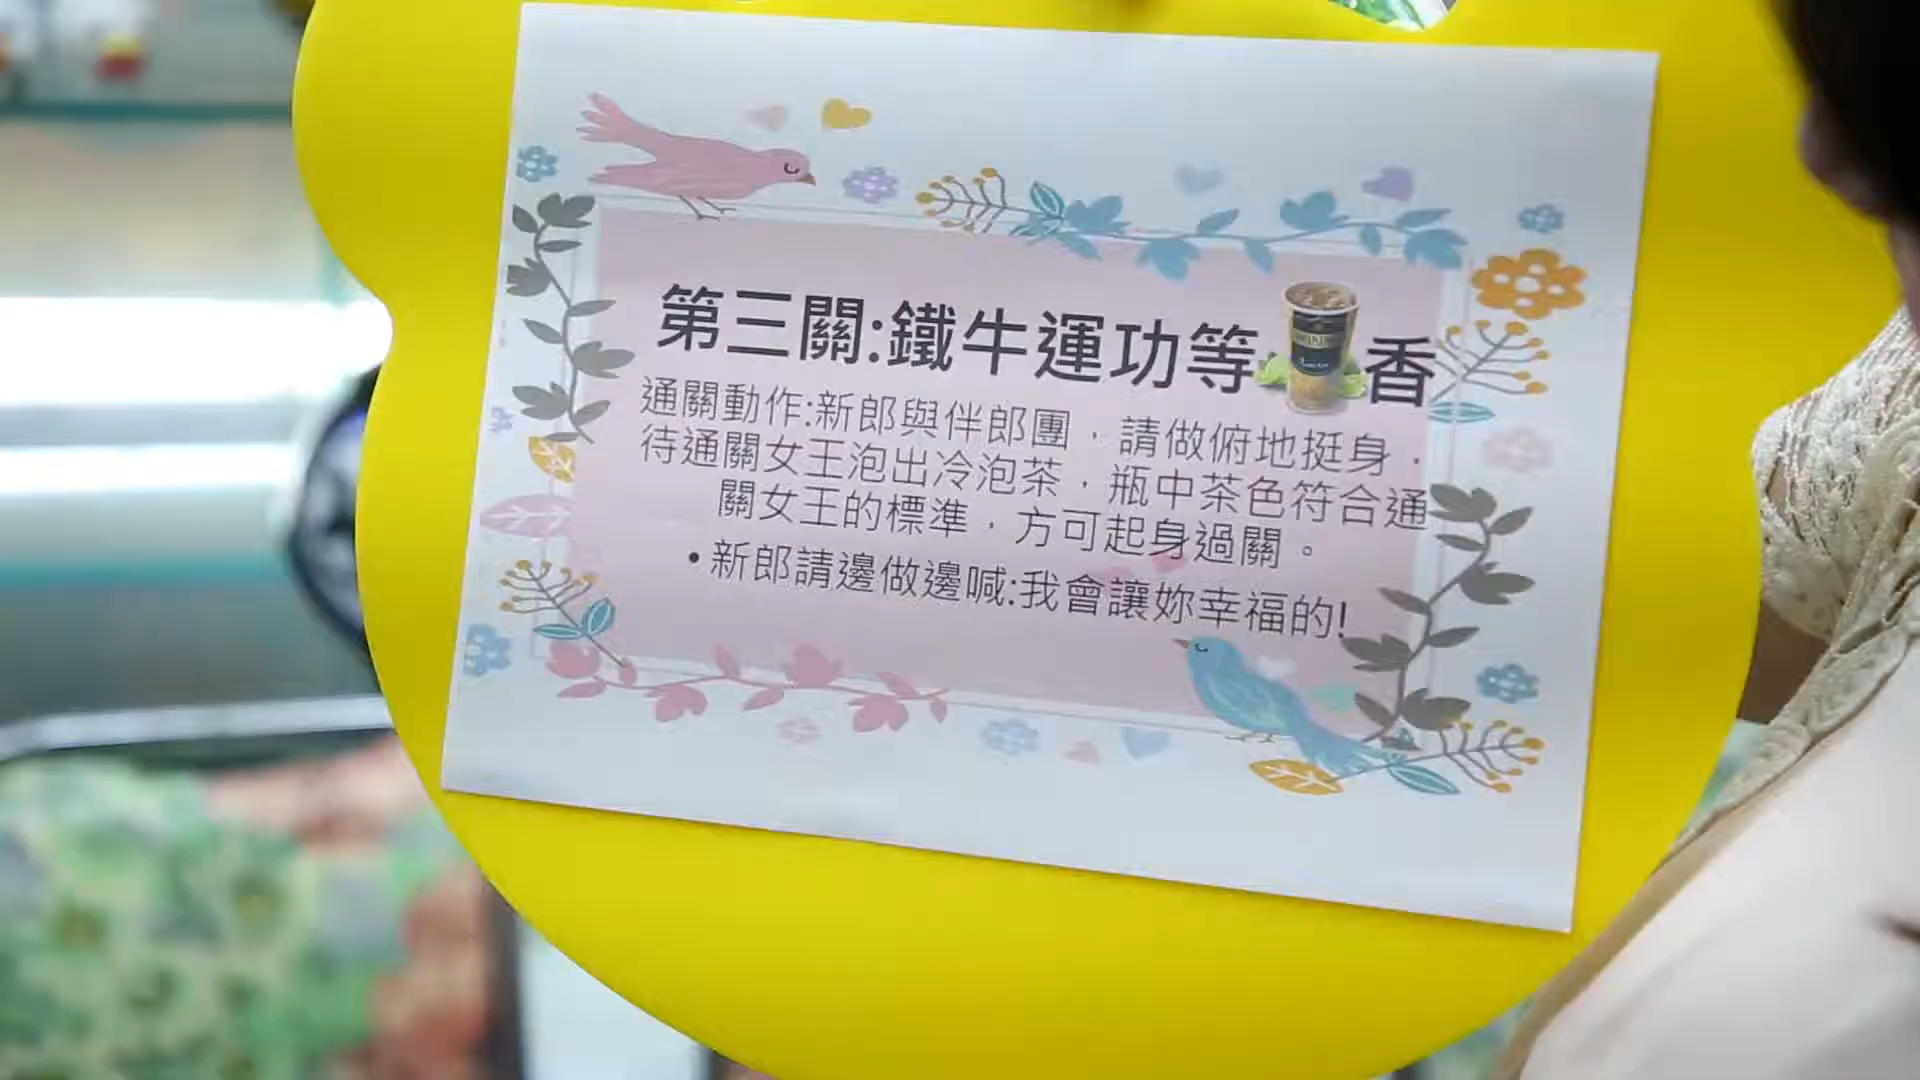 第三關:鐵牛運功等香
通關動作:新郎與伴郎團，請做俯地挺身，
待通關女王泡出冷泡茶，瓶中茶色符合通
關女王的標準，方可起身過關。
•新郎請邊做邊喊:我會讓妳幸福的!